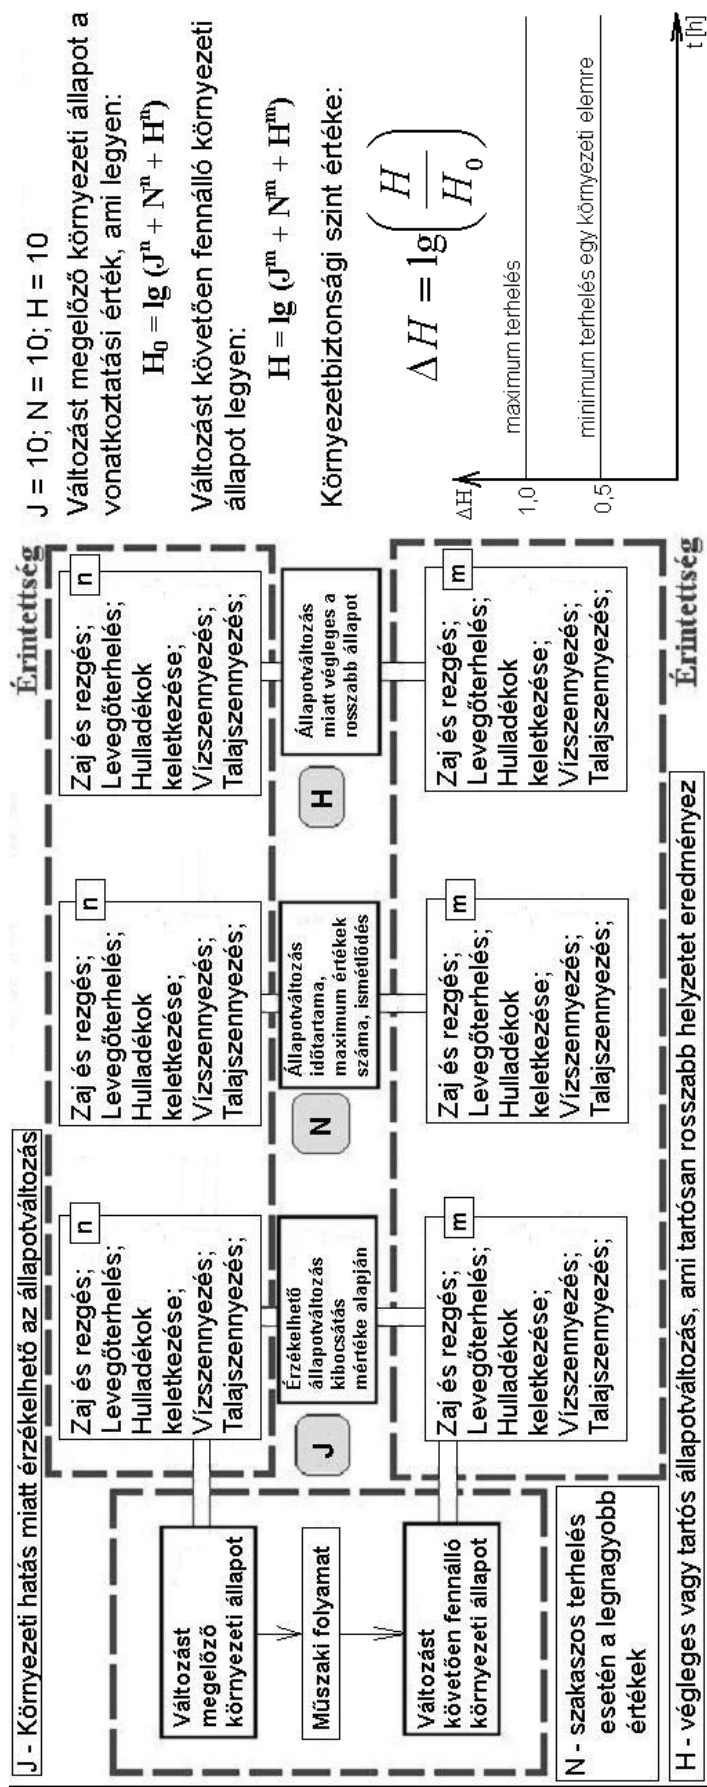 J - Környezeti hatás miatt érzékelhető az állapotváltozás
Érintettség
Változást
megelőző
környezeti állapot
Műszaki folyamat
Változást
követően fennálló
környezeti állapot
n
Zaj és rezgés;
Levegőterhelés;
Hulladékok
keletkezése;
Vízszennyezés;
Talajszennyezés;
n
Zaj és rezgés;
Levegőterhelés;
Hulladékok
keletkezése;
Vízszennyezés;
Talajszennyezés;
n
Zaj és rezgés;
Levegőterhelés;
Hulladékok
keletkezése;
Vízszennyezés;
Talajszennyezés;
J
Érzékelhető
állapotváltozás
kibocsátás
mértéke alapján
N
Állapotváltozás
időtartama,
maximum értékek
száma, ismétlődés
H
Állapotváltozás
miatt végleges a
rosszabb állapot
m
Zaj és rezgés;
Levegőterhelés;
Hulladékok
keletkezése;
Vízszennyezés;
Talajszennyezés;
m
Zaj és rezgés;
Levegőterhelés;
Hulladékok
keletkezése;
Vízszennyezés;
Talajszennyezés;
m
Zaj és rezgés;
Levegőterhelés;
Hulladékok
keletkezése;
Vízszennyezés;
Talajszennyezés;
Érintettség
N - szakaszos terhelés
esetén a legnagyobb
értékek
H - végleges vagy tartós állapotváltozás, ami tartósan rosszabb helyzetet eredményez
J = 10; N = 10; H = 10
Változást megelőző környezeti állapot a
vonatkoztatási érték, ami legyen:
H₀ = lg (Jⁿ + Nⁿ + Hⁿ)
Változást követően fennálló környezeti
állapot legyen:
H = lg (Jᵐ + Nᵐ + Hᵐ)
Környezetbiztonsági szint értéke:
ΔH = lg (H / H₀)
ΔH
1,0
maximum terhelés
0,5
minimum terhelés egy környezeti elemre
t [h]